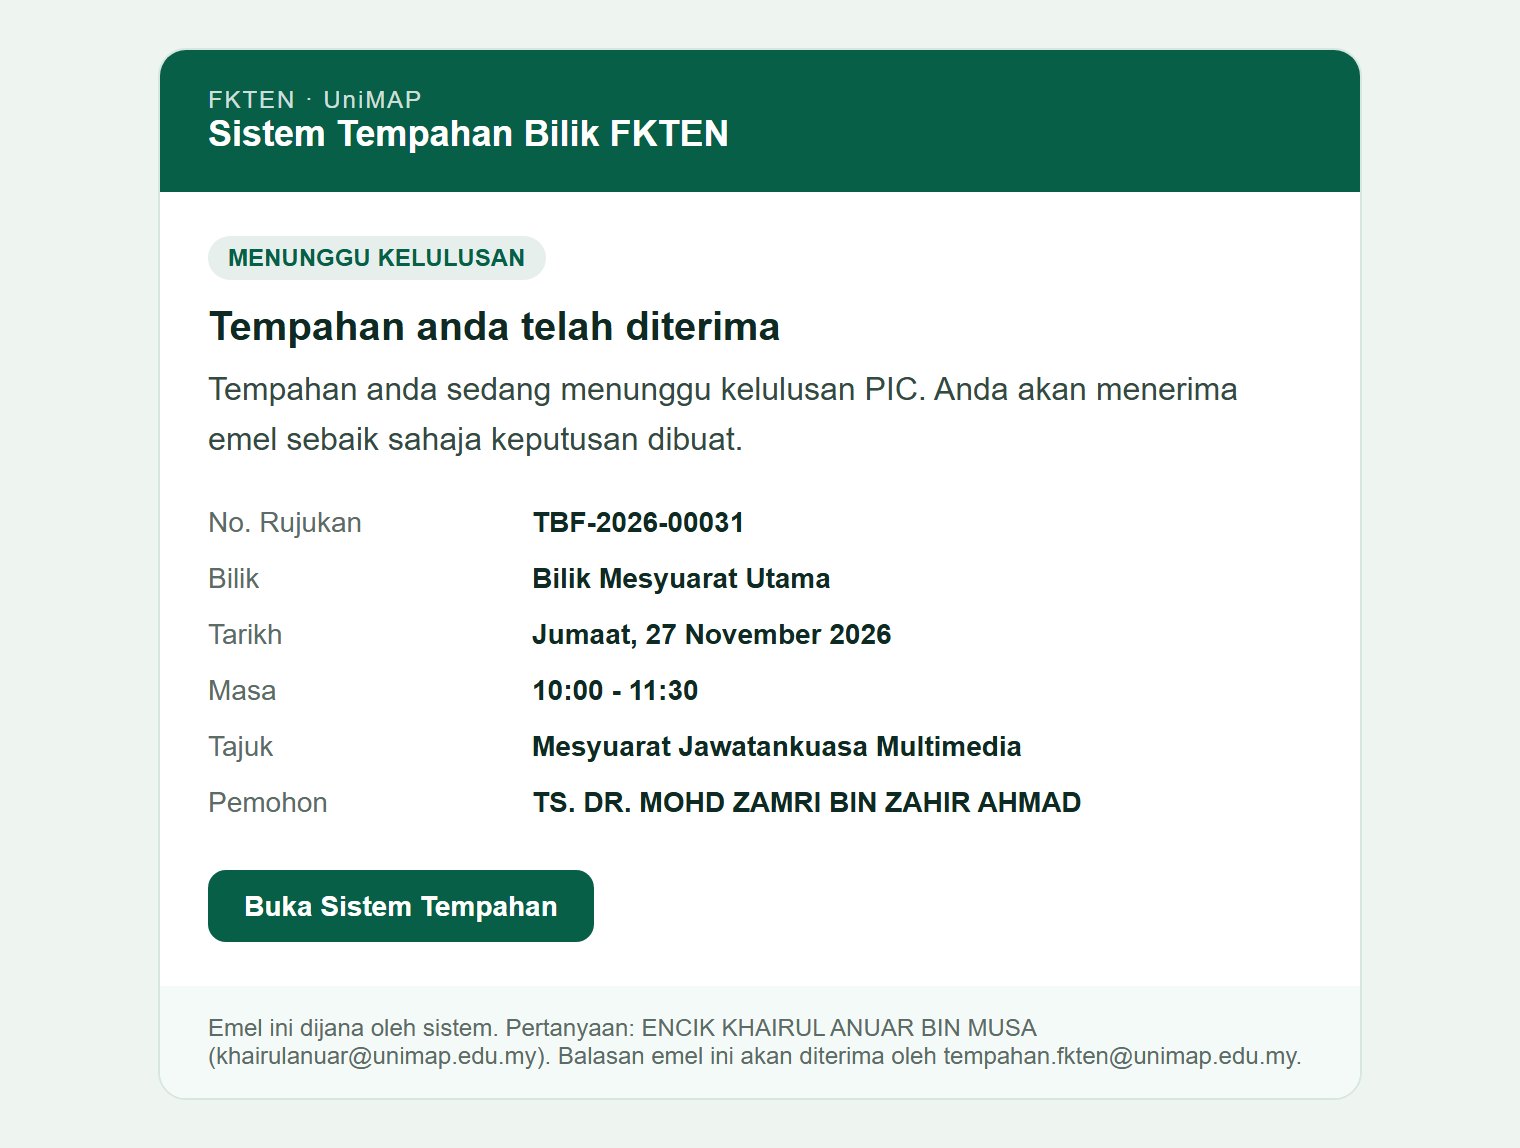 FKTEN · UniMAP
Sistem Tempahan Bilik FKTEN
MENUNGGU KELULUSAN
Tempahan anda telah diterima
Tempahan anda sedang menunggu kelulusan PIC. Anda akan menerima
emel sebaik sahaja keputusan dibuat.
No. Rujukan TBF-2026-00031
Bilik Bilik Mesyuarat Utama
Tarikh Jumaat, 27 November 2026
Masa 10:00 - 11:30
Tajuk Mesyuarat Jawatankuasa Multimedia
Pemohon TS. DR. MOHD ZAMRI BIN ZAHIR AHMAD
Buka Sistem Tempahan
Emel ini dijana oleh sistem. Pertanyaan: ENCIK KHAIRUL ANUAR BIN MUSA
(khairulanuar@unimap.edu.my). Balasan emel ini akan diterima oleh tempahan.fkten@unimap.edu.my.